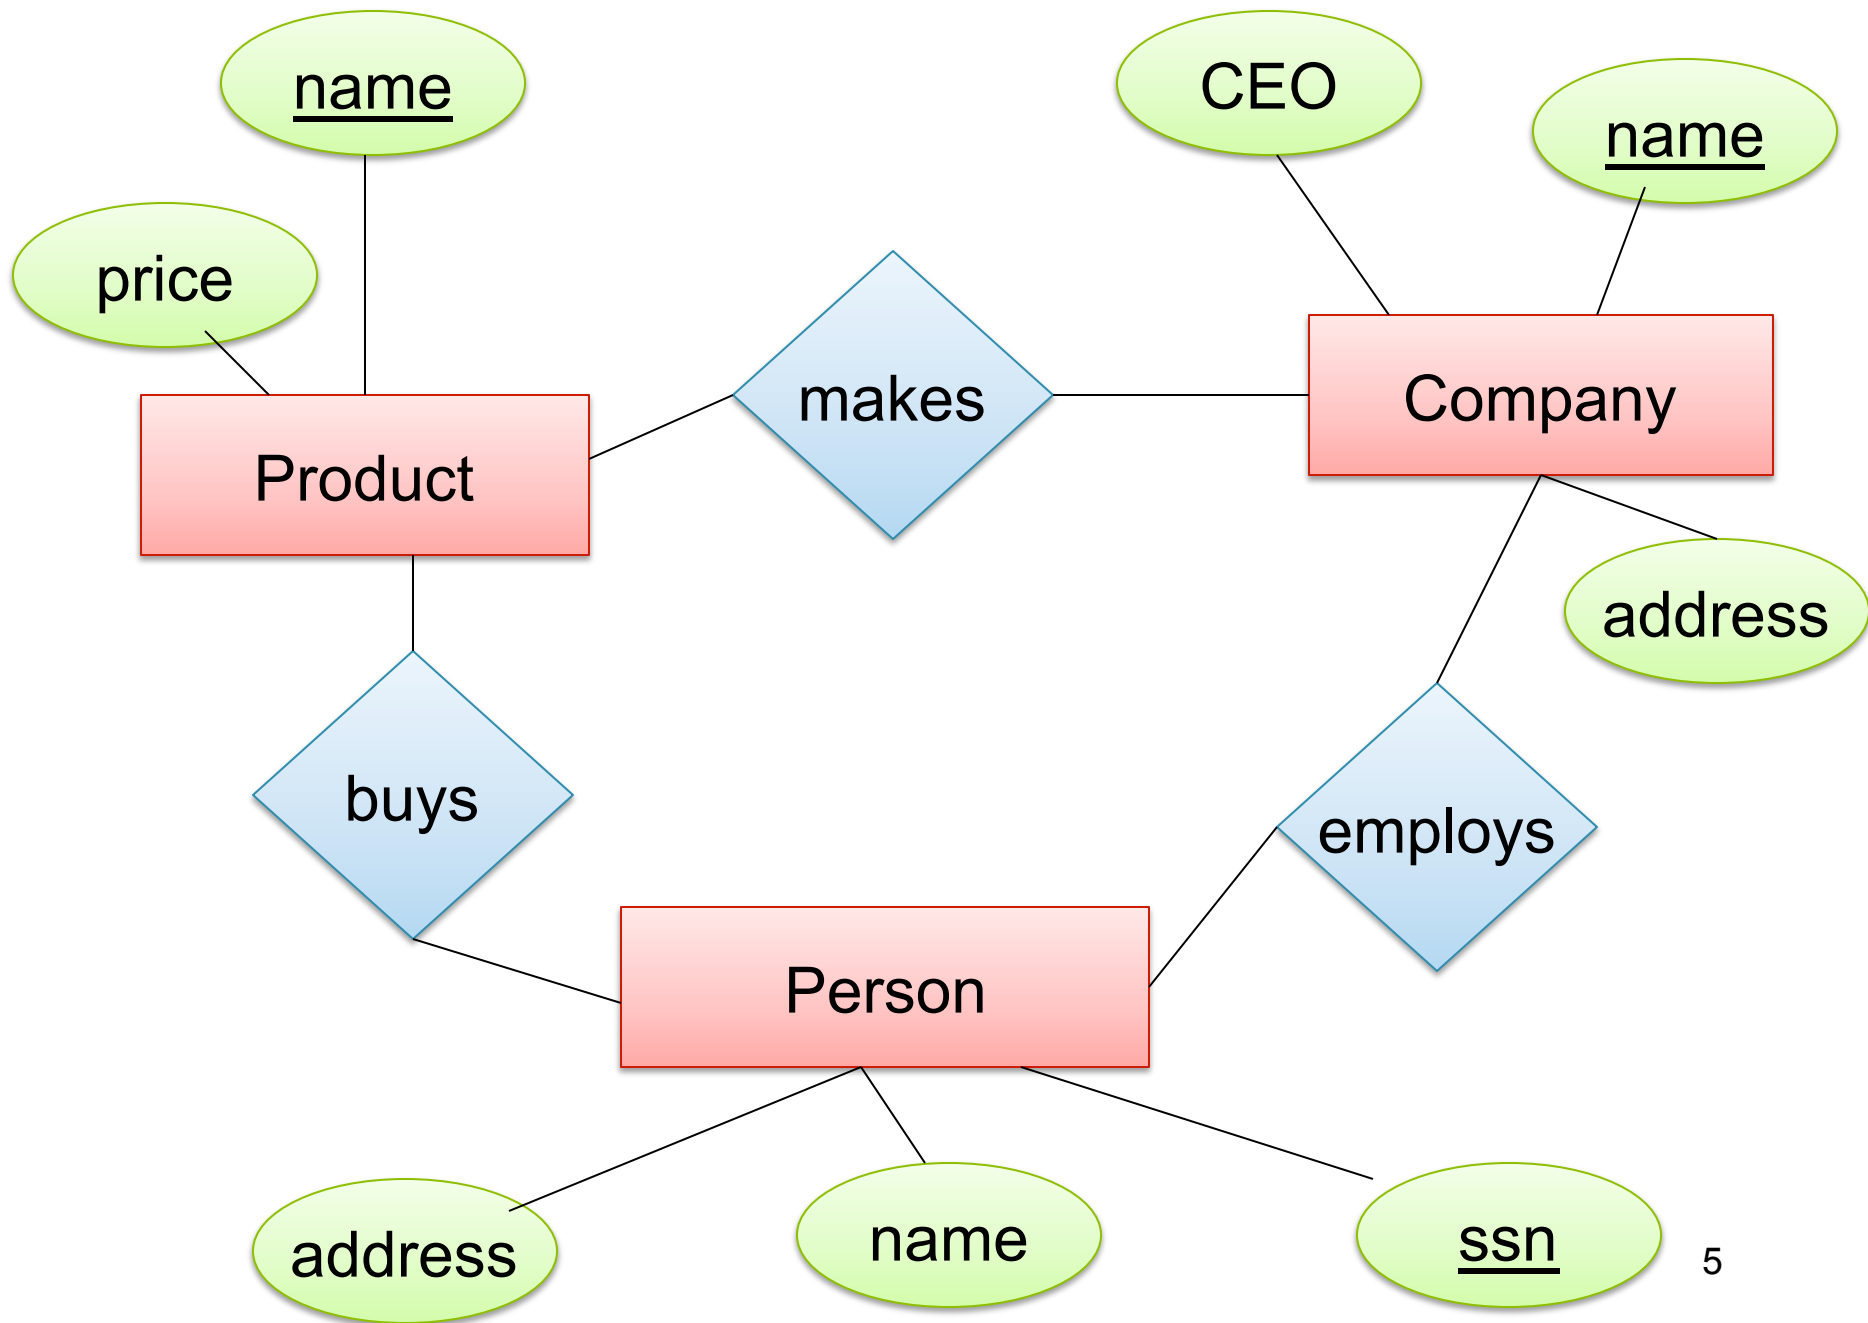 name
CEO
name
price
makes
Company
Product
address
buys
employs
Person
address
name
ssn
5